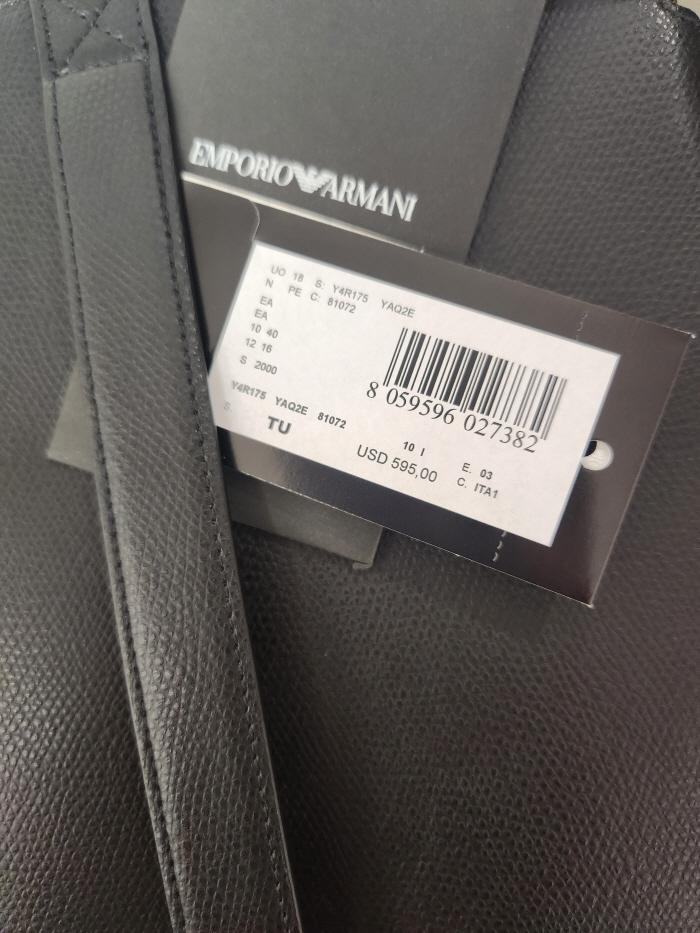 EMPORIO ARMANI
UO 18 S: Y4R175 YAQ2E
N PE C: 81072
EA
EA
10 40
12 16
S 2000
8 059596 027382
Y4R175 YAQ2E 81072
S. TU
10 I E. 03
USD 595,00 C. ITA1